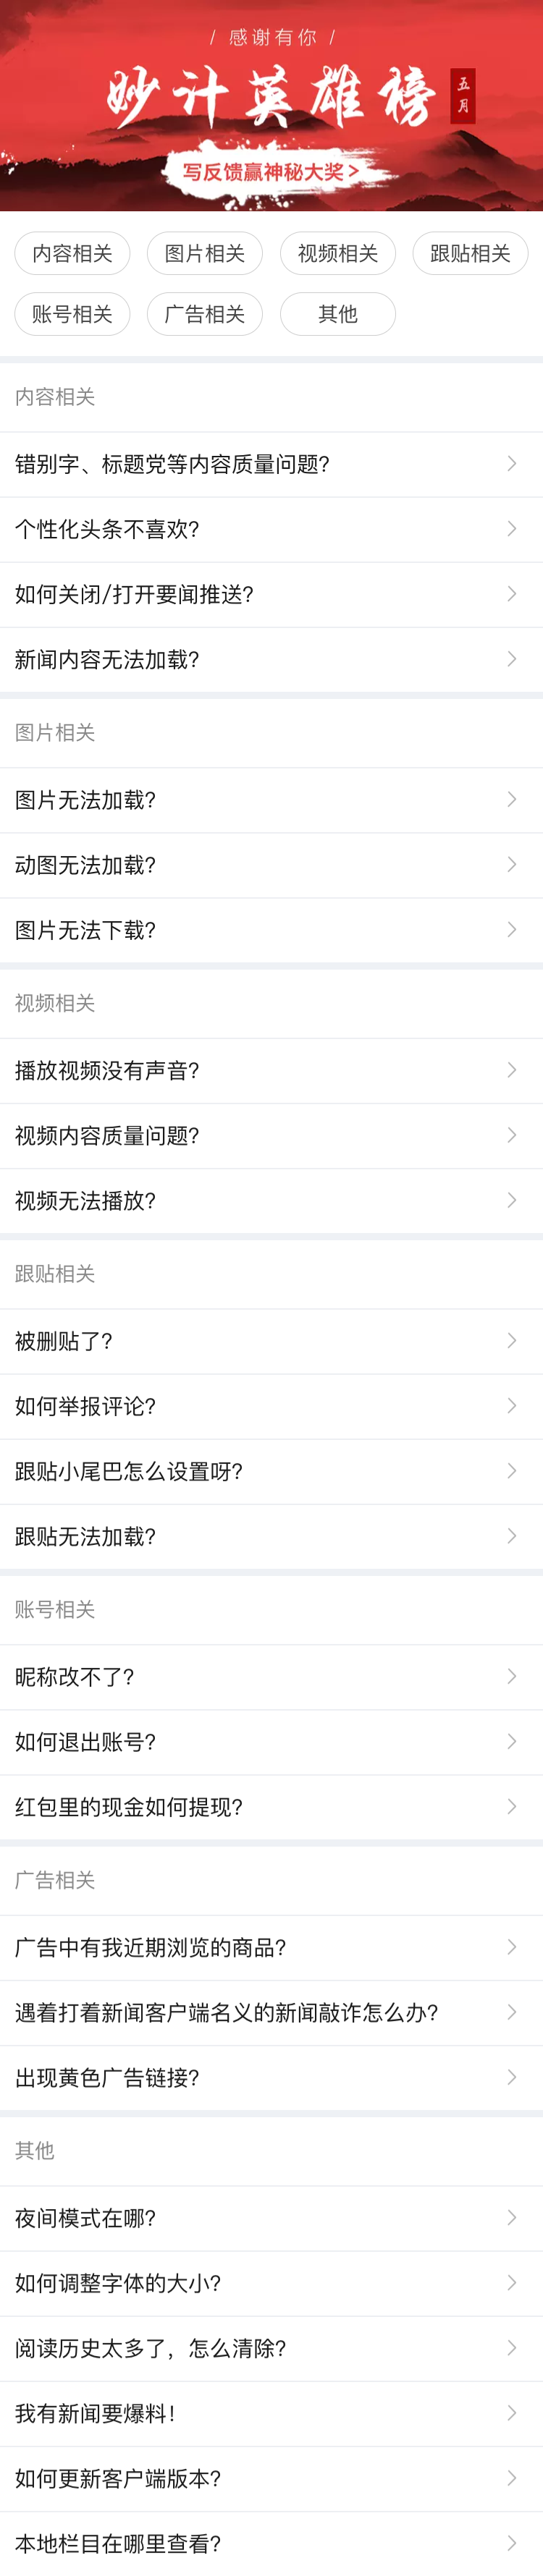 / 感谢有你 /
妙计英雄榜
五月
写反馈赢神秘大奖>
内容相关 图片相关 视频相关 跟贴相关
账号相关 广告相关 其他
内容相关
错别字、标题党等内容质量问题?
个性化头条不喜欢?
如何关闭/打开要闻推送?
新闻内容无法加载?
图片相关
图片无法加载?
动图无法加载?
图片无法下载?
视频相关
播放视频没有声音?
视频内容质量问题?
视频无法播放?
跟贴相关
被删贴了?
如何举报评论?
跟贴小尾巴怎么设置呀?
跟贴无法加载?
账号相关
昵称改不了?
如何退出账号?
红包里的现金如何提现?
广告相关
广告中有我近期浏览的商品?
遇着打着新闻客户端名义的新闻敲诈怎么办?
出现黄色广告链接?
其他
夜间模式在哪?
如何调整字体的大小?
阅读历史太多了，怎么清除?
我有新闻要爆料!
如何更新客户端版本?
本地栏目在哪里查看?